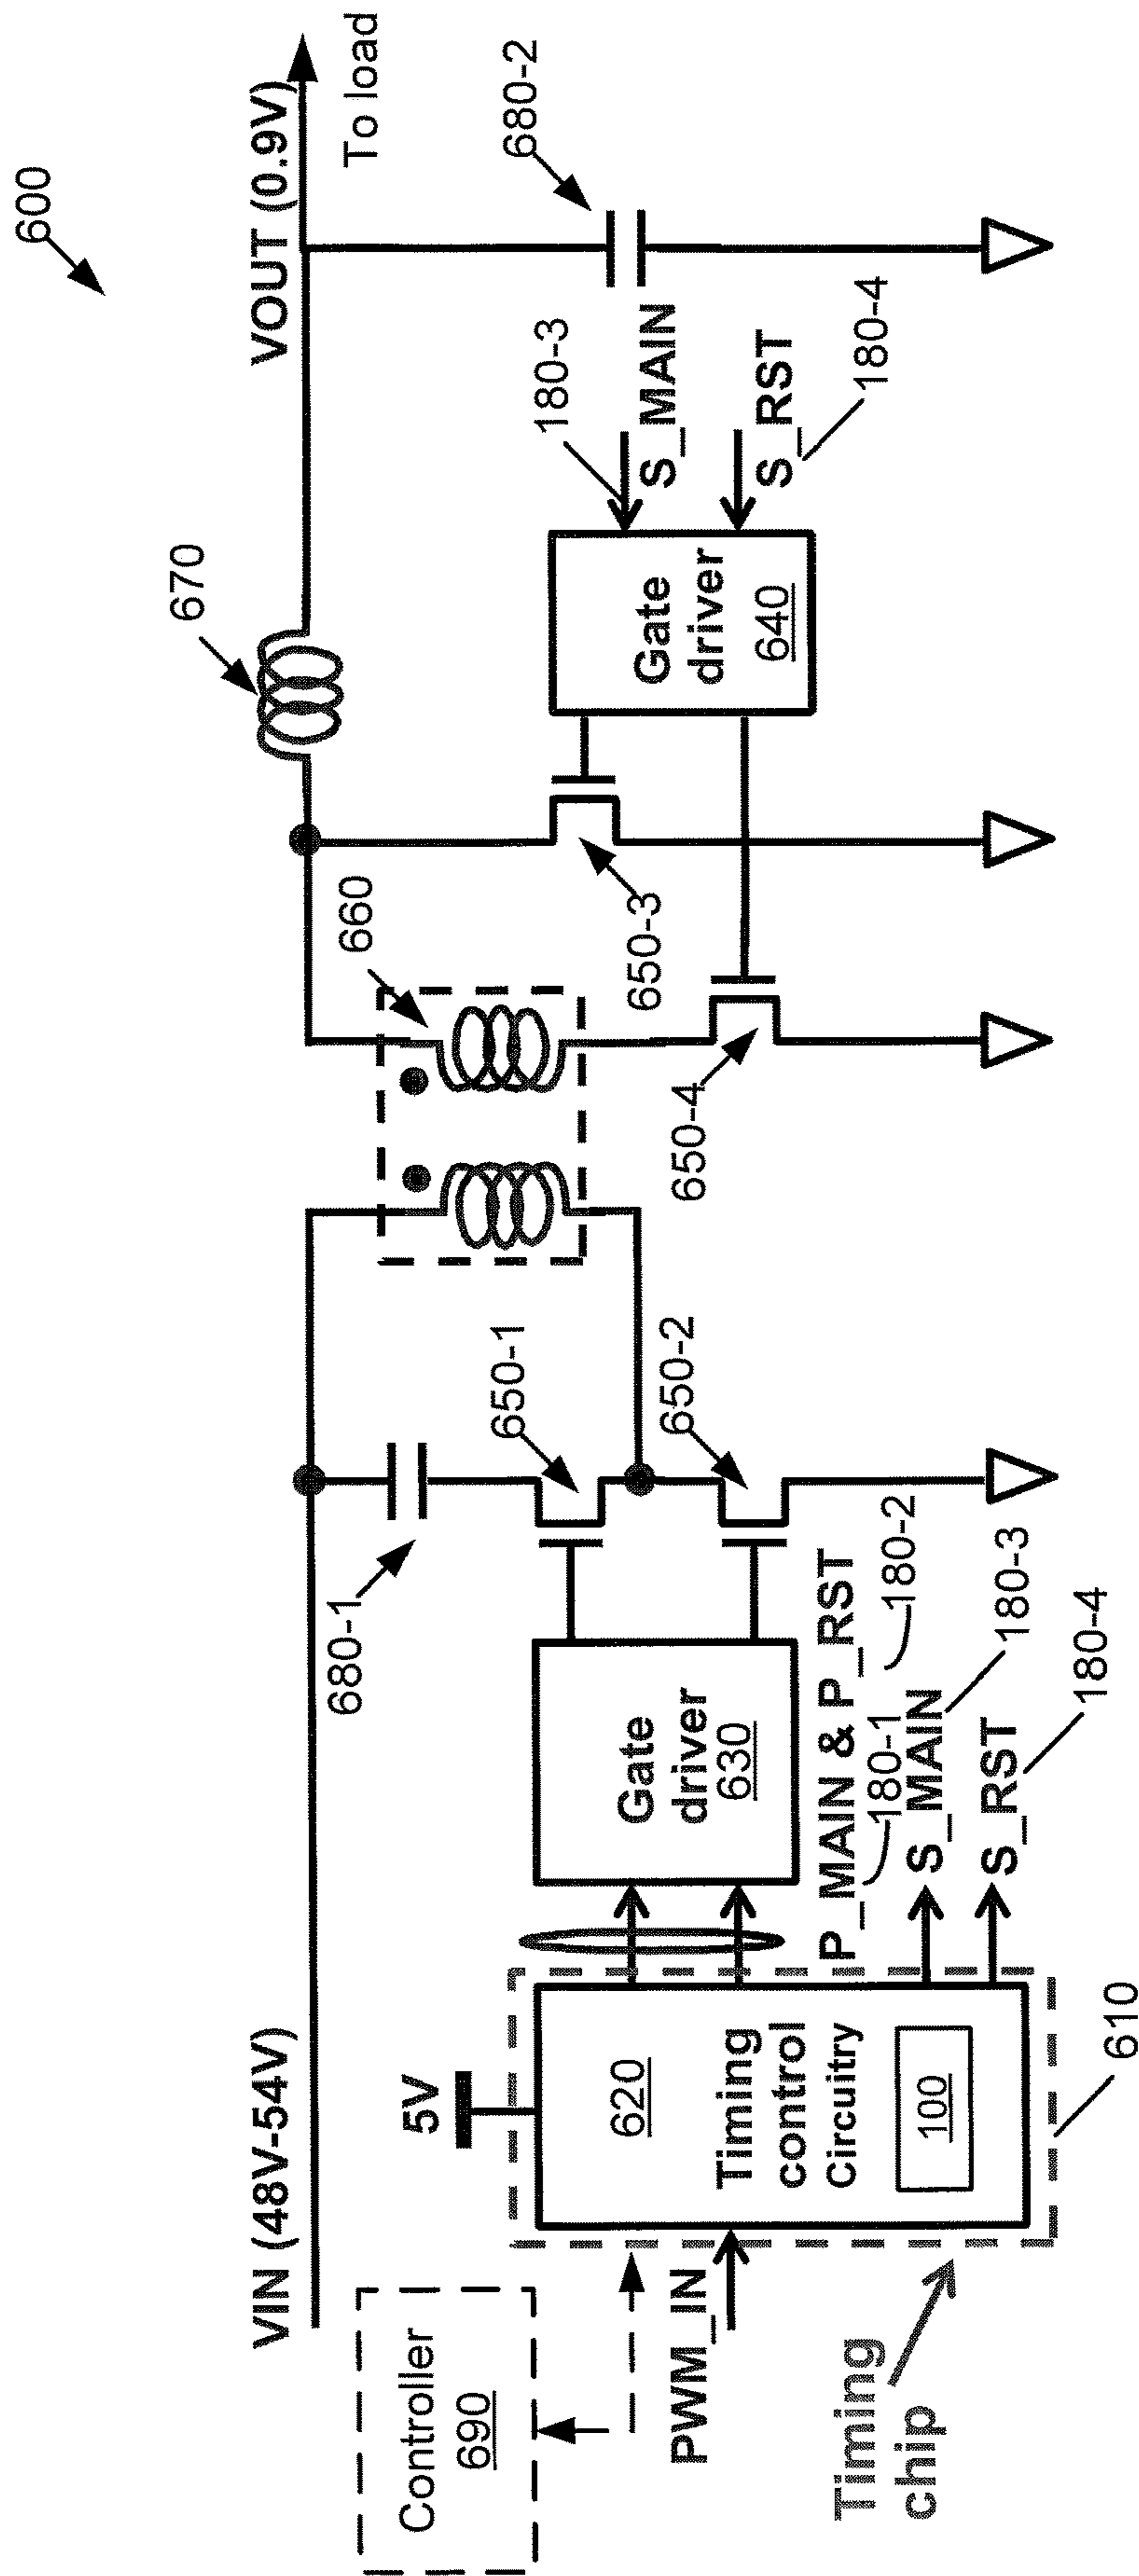 600
VIN (48V-54V)
VOUT (0.9V)
To load
670
660
680-1
680-2
Controller
690
5V
650-1
650-2
650-3
650-4
PWM_IN
620
Timing
control
Circuitry
100
Gate
driver
630
Gate
driver
640
180-3
S_MAIN
S_RST
180-4
P_MAIN & P_RST
180-1
180-2
S_MAIN
180-3
S_RST
180-4
Timing
chip
610